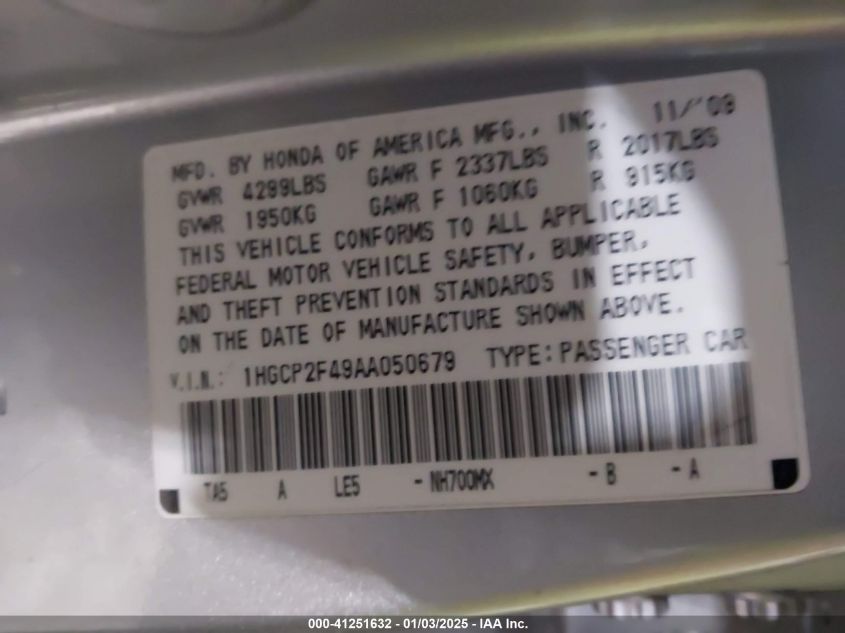 MFD. BY HONDA OF AMERICA MFG., INC. 11/'09
GVWR 4299LBS GAWR F 2337LBS R 2017LBS
GVWR 1950KG GAWR F 1060KG R 915KG
THIS VEHICLE CONFORMS TO ALL APPLICABLE
FEDERAL MOTOR VEHICLE SAFETY, BUMPER,
AND THEFT PREVENTION STANDARDS IN EFFECT
ON THE DATE OF MANUFACTURE SHOWN ABOVE.
V.I.N.: 1HGCP2F49AA050679 TYPE: PASSENGER CAR
TA5 A LE5 -NH700MX -B -A
000-41251632 - 01/03/2025 - IAA Inc.